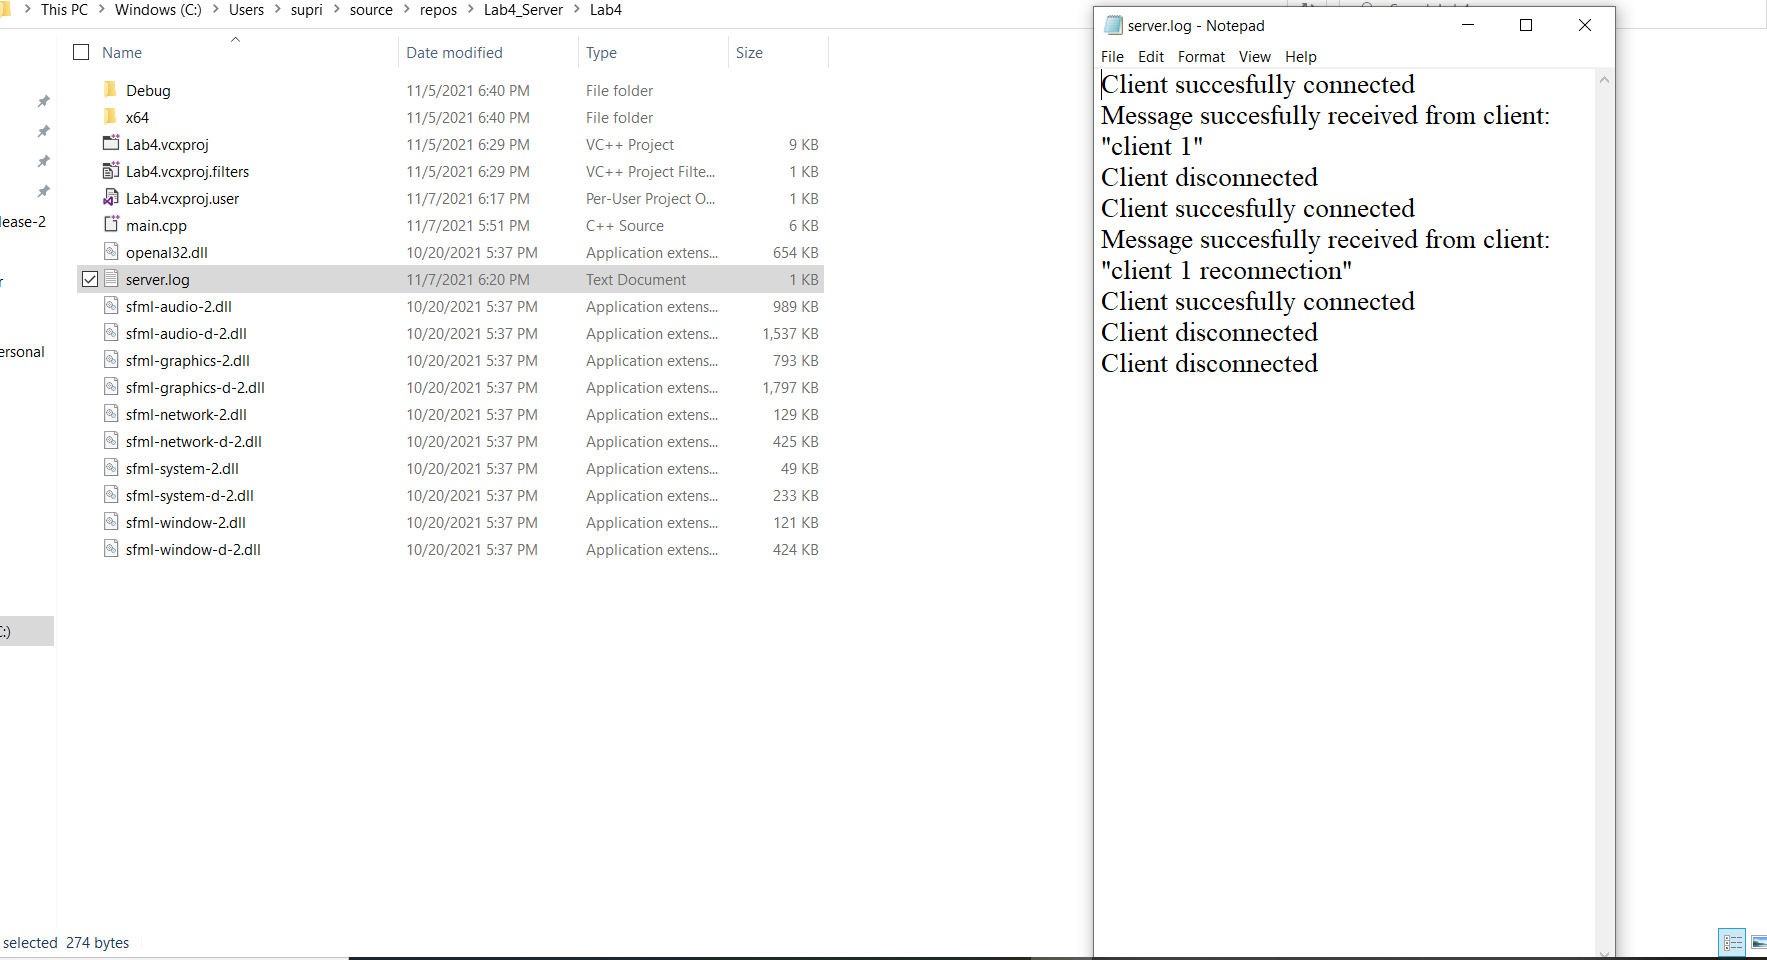 This PC > Windows (C:) > Users > supri > source > repos > Lab4_Server > Lab4
Name Date modified Type Size
Debug 11/5/2021 6:40 PM File folder
x64 11/5/2021 6:40 PM File folder
Lab4.vcxproj 11/5/2021 6:29 PM VC++ Project 9 KB
Lab4.vcxproj.filters 11/5/2021 6:29 PM VC++ Project Filte... 1 KB
Lab4.vcxproj.user 11/7/2021 6:17 PM Per-User Project O... 1 KB
main.cpp 11/7/2021 5:51 PM C++ Source 6 KB
openal32.dll 10/20/2021 5:37 PM Application extens... 654 KB
server.log 11/7/2021 6:20 PM Text Document 1 KB
sfml-audio-2.dll 10/20/2021 5:37 PM Application extens... 989 KB
sfml-audio-d-2.dll 10/20/2021 5:37 PM Application extens... 1,537 KB
sfml-graphics-2.dll 10/20/2021 5:37 PM Application extens... 793 KB
sfml-graphics-d-2.dll 10/20/2021 5:37 PM Application extens... 1,797 KB
sfml-network-2.dll 10/20/2021 5:37 PM Application extens... 129 KB
sfml-network-d-2.dll 10/20/2021 5:37 PM Application extens... 425 KB
sfml-system-2.dll 10/20/2021 5:37 PM Application extens... 49 KB
sfml-system-d-2.dll 10/20/2021 5:37 PM Application extens... 233 KB
sfml-window-2.dll 10/20/2021 5:37 PM Application extens... 121 KB
sfml-window-d-2.dll 10/20/2021 5:37 PM Application extens... 424 KB
lease-2
r
ersonal
C:)
selected 274 bytes
server.log - Notepad
File Edit Format View Help
Client succesfully connected
Message succesfully received from client:
"client 1"
Client disconnected
Client succesfully connected
Message succesfully received from client:
"client 1 reconnection"
Client succesfully connected
Client disconnected
Client disconnected